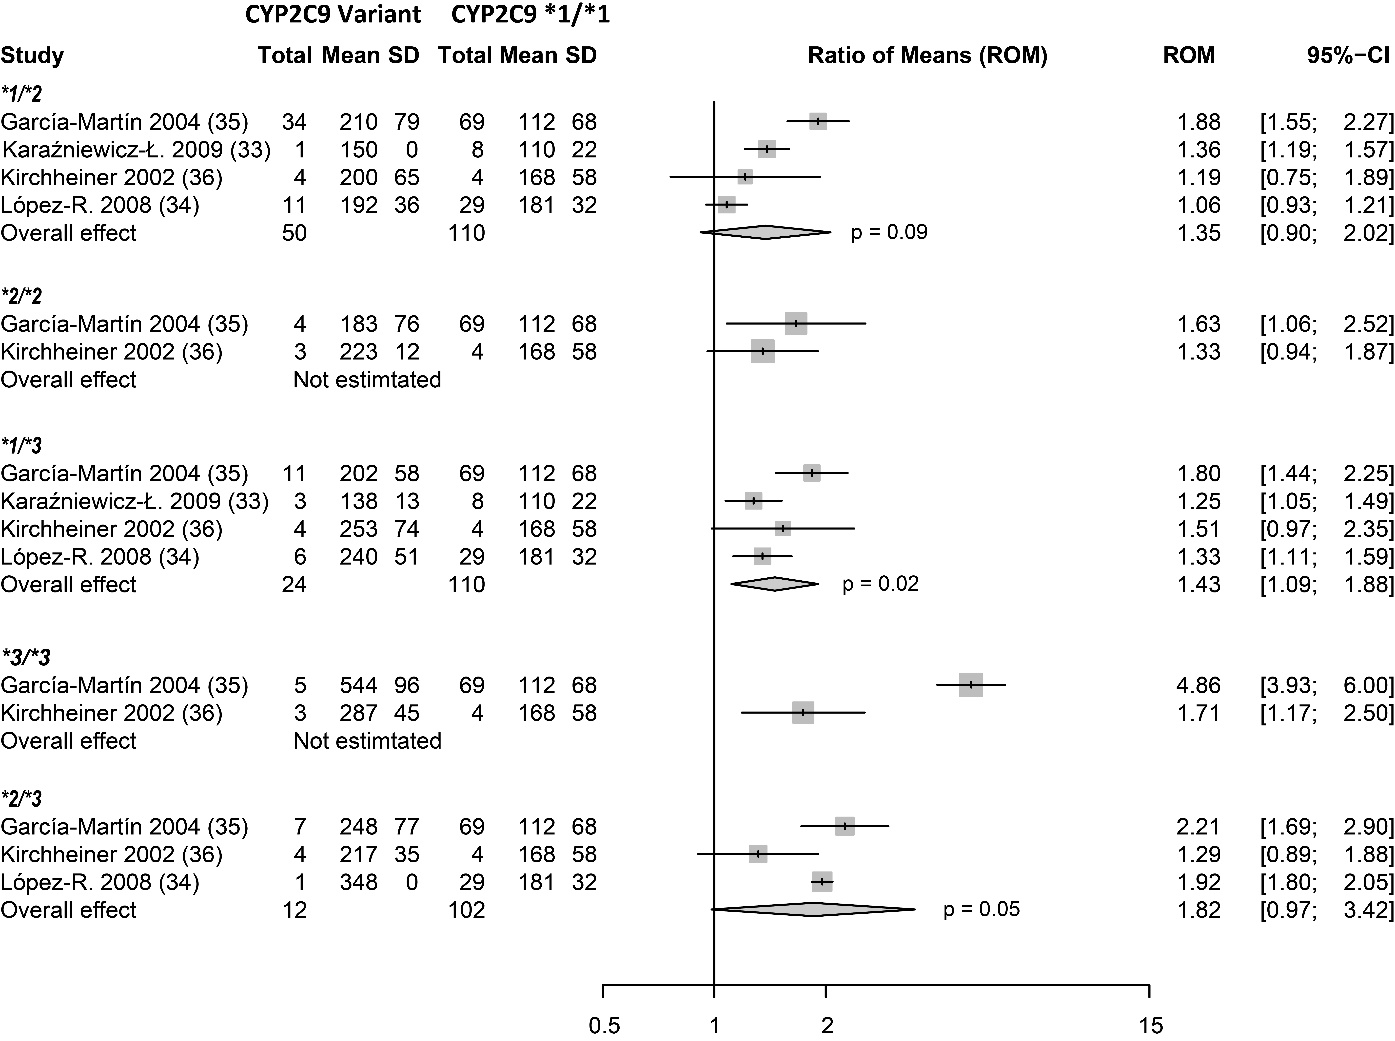 CYP2C9 Variant CYP2C9 *1/*1
Study Total Mean SD Total Mean SD Ratio of Means (ROM) ROM 95%−CI
*1/*2
García-Martín 2004 (35) 34 210 79 69 112 68 1.88 [1.55; 2.27]
Karaźniewicz-Ł. 2009 (33) 1 150 0 8 110 22 1.36 [1.19; 1.57]
Kirchheiner 2002 (36) 4 200 65 4 168 58 1.19 [0.75; 1.89]
López-R. 2008 (34) 11 192 36 29 181 32 1.06 [0.93; 1.21]
Overall effect 50 110 p = 0.09 1.35 [0.90; 2.02]
*2/*2
García-Martín 2004 (35) 4 183 76 69 112 68 1.63 [1.06; 2.52]
Kirchheiner 2002 (36) 3 223 12 4 168 58 1.33 [0.94; 1.87]
Overall effect Not estimtated
*1/*3
García-Martín 2004 (35) 11 202 58 69 112 68 1.80 [1.44; 2.25]
Karaźniewicz-Ł. 2009 (33) 3 138 13 8 110 22 1.25 [1.05; 1.49]
Kirchheiner 2002 (36) 4 253 74 4 168 58 1.51 [0.97; 2.35]
López-R. 2008 (34) 6 240 51 29 181 32 1.33 [1.11; 1.59]
Overall effect 24 110 p = 0.02 1.43 [1.09; 1.88]
*3/*3
García-Martín 2004 (35) 5 544 96 69 112 68 4.86 [3.93; 6.00]
Kirchheiner 2002 (36) 3 287 45 4 168 58 1.71 [1.17; 2.50]
Overall effect Not estimtated
*2/*3
García-Martín 2004 (35) 7 248 77 69 112 68 2.21 [1.69; 2.90]
Kirchheiner 2002 (36) 4 217 35 4 168 58 1.29 [0.89; 1.88]
López-R. 2008 (34) 1 348 0 29 181 32 1.92 [1.80; 2.05]
Overall effect 12 102 p = 0.05 1.82 [0.97; 3.42]
0.5 1 2 15